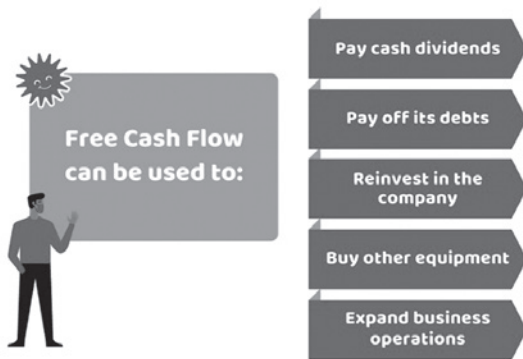 Free Cash Flow
can be used to:
Pay cash dividends
Pay off its debts
Reinvest in the
company
Buy other equipment
Expand business
operations